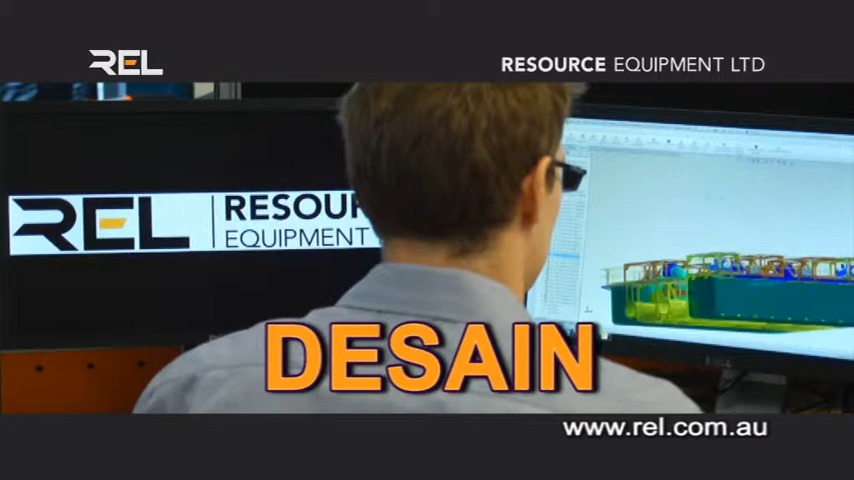 REL
RESOURCE EQUIPMENT LTD
REL
RESOUR
EQUIPMENT
DESAIN
www.rel.com.au